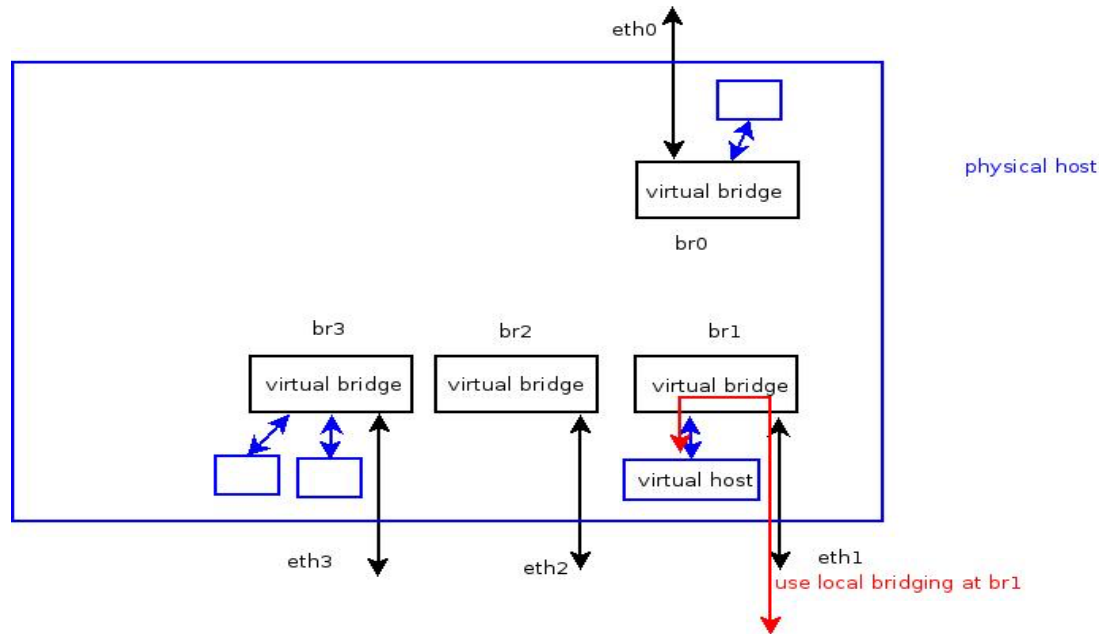 eth0
physical host
virtual bridge
br0
br3
br2
br1
virtual bridge
virtual bridge
virtual bridge
virtual host
eth3
eth2
eth1
use local bridging at br1